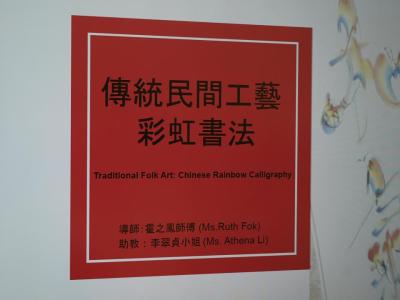 傳統民間工藝
彩虹書法
Traditional Folk Art: Chinese Rainbow Calligraphy
導師：霍之鳳師傅 (Ms.Ruth Fok)
助教：李翠貞小姐 (Ms. Athena Li)